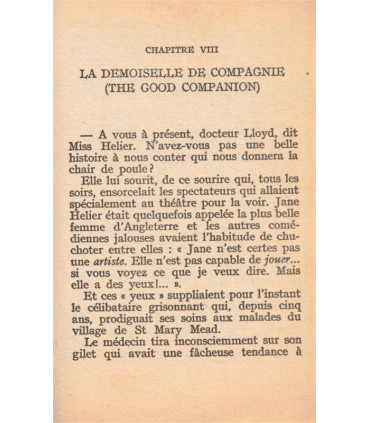 CHAPITRE VIII
LA DEMOISELLE DE COMPAGNIE
(THE GOOD COMPANION)
— A vous à présent, docteur Lloyd, dit
Miss Helier. N'avez-vous pas une belle
histoire à nous conter qui nous donnera la
chair de poule ?
Elle lui sourit, de ce sourire qui, tous les
soirs, ensorcelait les spectateurs qui allaient
spécialement au théâtre pour la voir. Jane
Helier était quelquefois appelée la plus belle
femme d'Angleterre et les autres comé-
diennes jalouses avaient l'habitude de chu-
choter entre elles : « Jane n'est certes pas
une artiste. Elle n'est pas capable de jouer...
si vous voyez ce que je veux dire. Mais
elle a des yeux !... ».
Et ces « yeux » suppliaient pour l'instant
le célibataire grisonnant qui, depuis cinq
ans, prodiguait ses soins aux malades du
village de St Mary Mead.
Le médecin tira inconsciemment sur son
gilet qui avait une fâcheuse tendance à